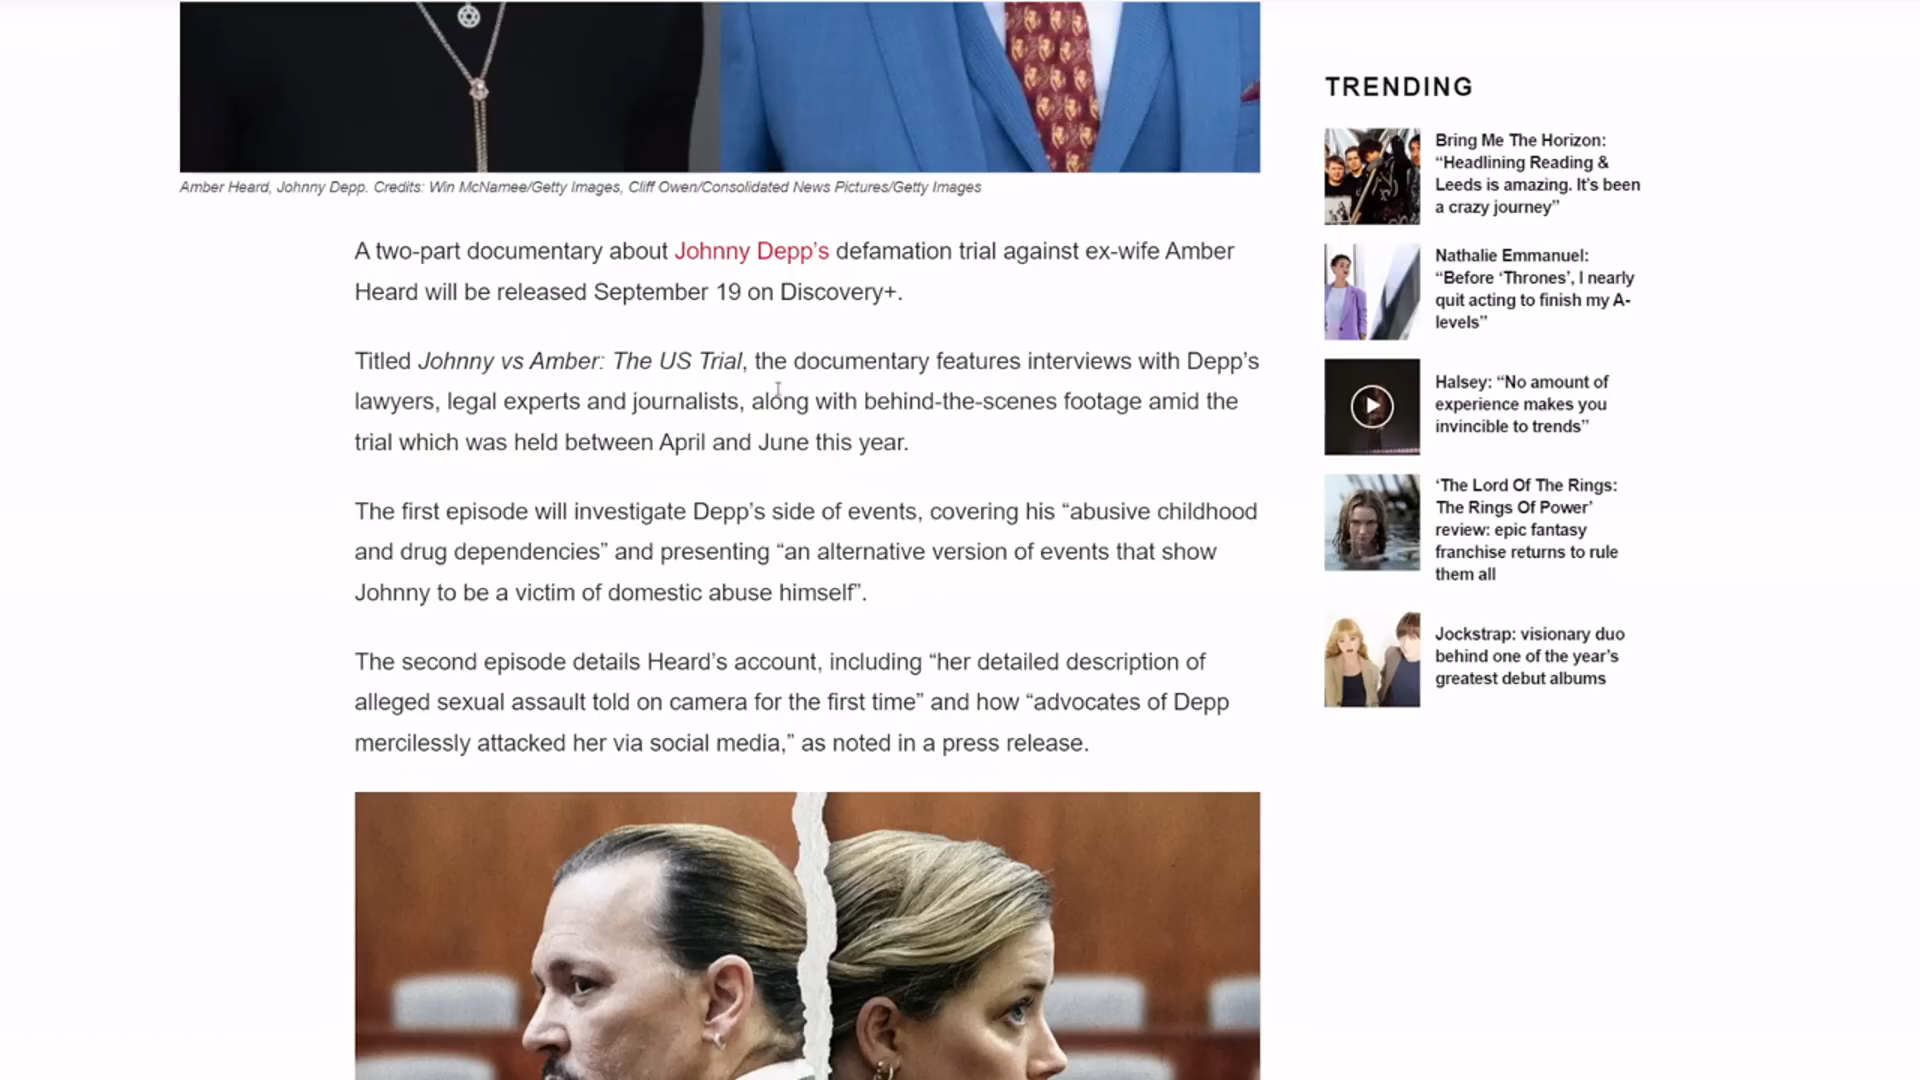 Amber Heard, Johnny Depp. Credits: Win McNamee/Getty Images, Cliff Owen/Consolidated News Pictures/Getty Images
A two-part documentary about Johnny Depp’s defamation trial against ex-wife Amber
Heard will be released September 19 on Discovery+.
Titled Johnny vs Amber: The US Trial, the documentary features interviews with Depp’s
lawyers, legal experts and journalists, along with behind-the-scenes footage amid the
trial which was held between April and June this year.
The first episode will investigate Depp’s side of events, covering his “abusive childhood
and drug dependencies” and presenting “an alternative version of events that show
Johnny to be a victim of domestic abuse himself”.
The second episode details Heard’s account, including “her detailed description of
alleged sexual assault told on camera for the first time” and how “advocates of Depp
mercilessly attacked her via social media,” as noted in a press release.
TRENDING
Bring Me The Horizon:
“Headlining Reading &
Leeds is amazing. It’s been
a crazy journey”
Nathalie Emmanuel:
“Before ‘Thrones’, I nearly
quit acting to finish my A-
levels”
Halsey: “No amount of
experience makes you
invincible to trends”
‘The Lord Of The Rings:
The Rings Of Power’
review: epic fantasy
franchise returns to rule
them all
Jockstrap: visionary duo
behind one of the year’s
greatest debut albums